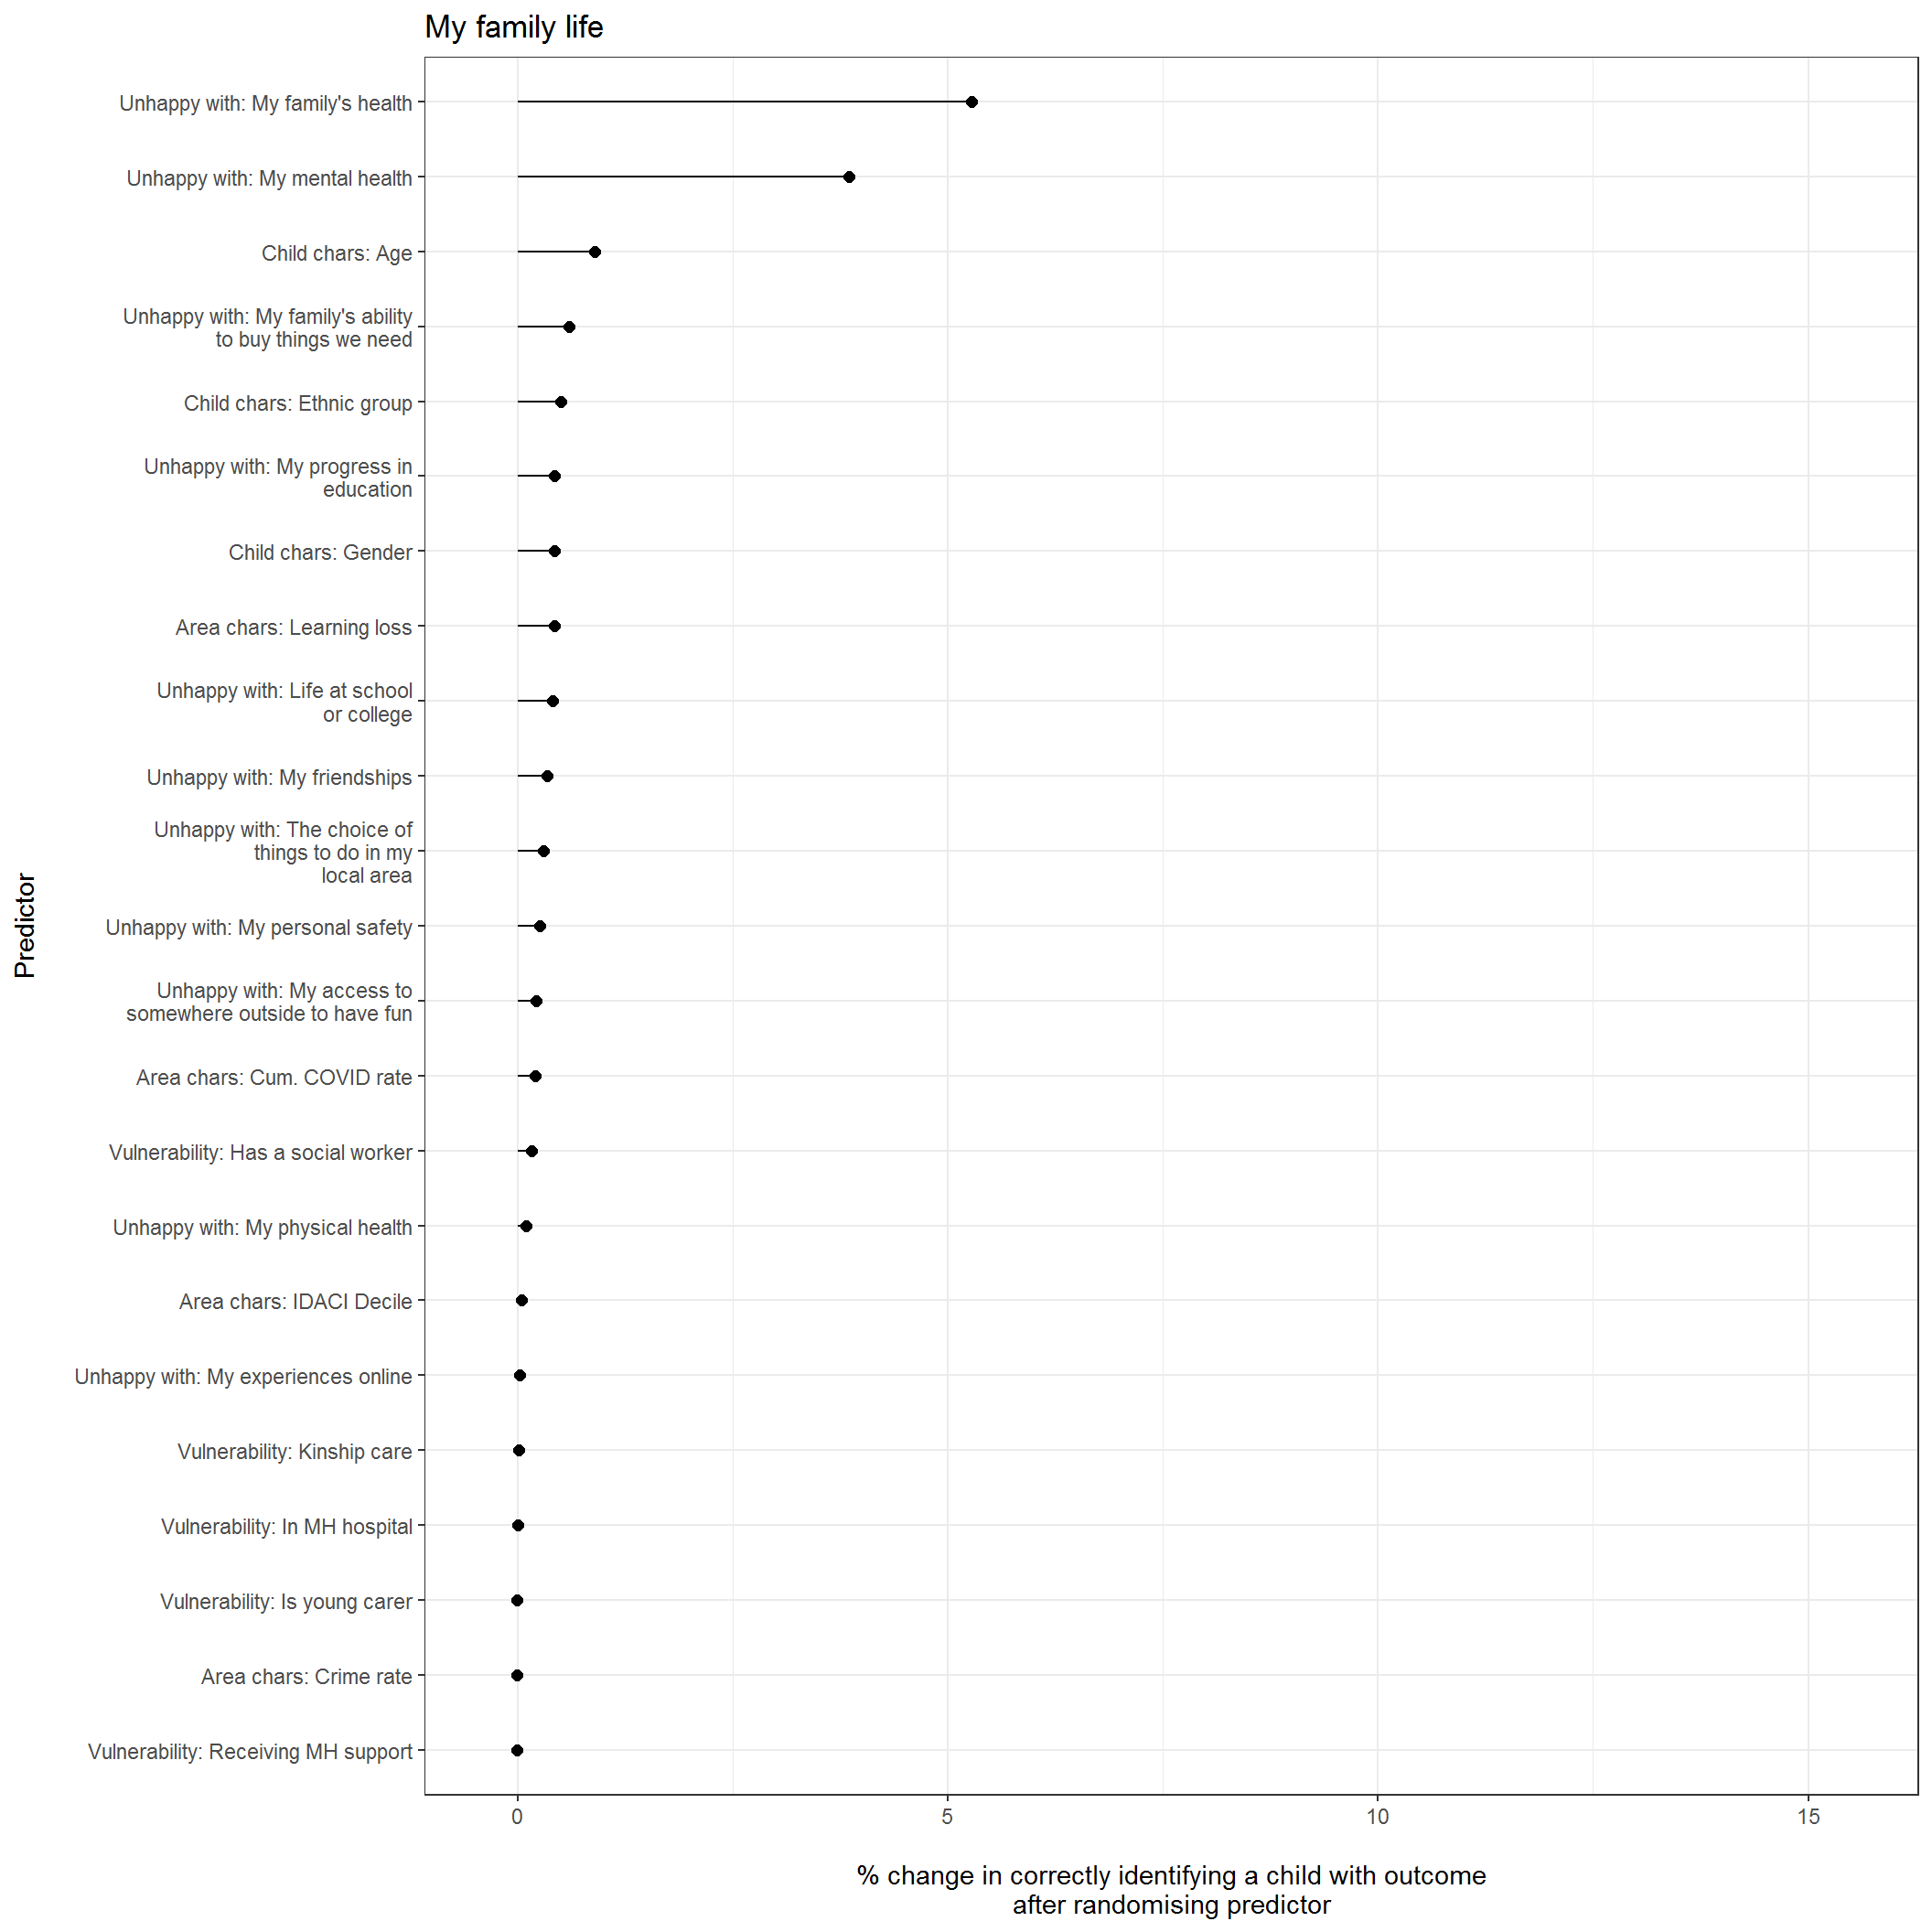 My family life
Unhappy with: My family's health
Unhappy with: My mental health
Child chars: Age
Unhappy with: My family's ability
to buy things we need
Child chars: Ethnic group
Unhappy with: My progress in
education
Child chars: Gender
Area chars: Learning loss
Unhappy with: Life at school
or college
Unhappy with: My friendships
Unhappy with: The choice of
things to do in my
local area
Unhappy with: My personal safety
Unhappy with: My access to
somewhere outside to have fun
Area chars: Cum. COVID rate
Vulnerability: Has a social worker
Unhappy with: My physical health
Area chars: IDACI Decile
Unhappy with: My experiences online
Vulnerability: Kinship care
Vulnerability: In MH hospital
Vulnerability: Is young carer
Area chars: Crime rate
Vulnerability: Receiving MH support
Predictor
0 5 10 15
% change in correctly identifying a child with outcome
after randomising predictor